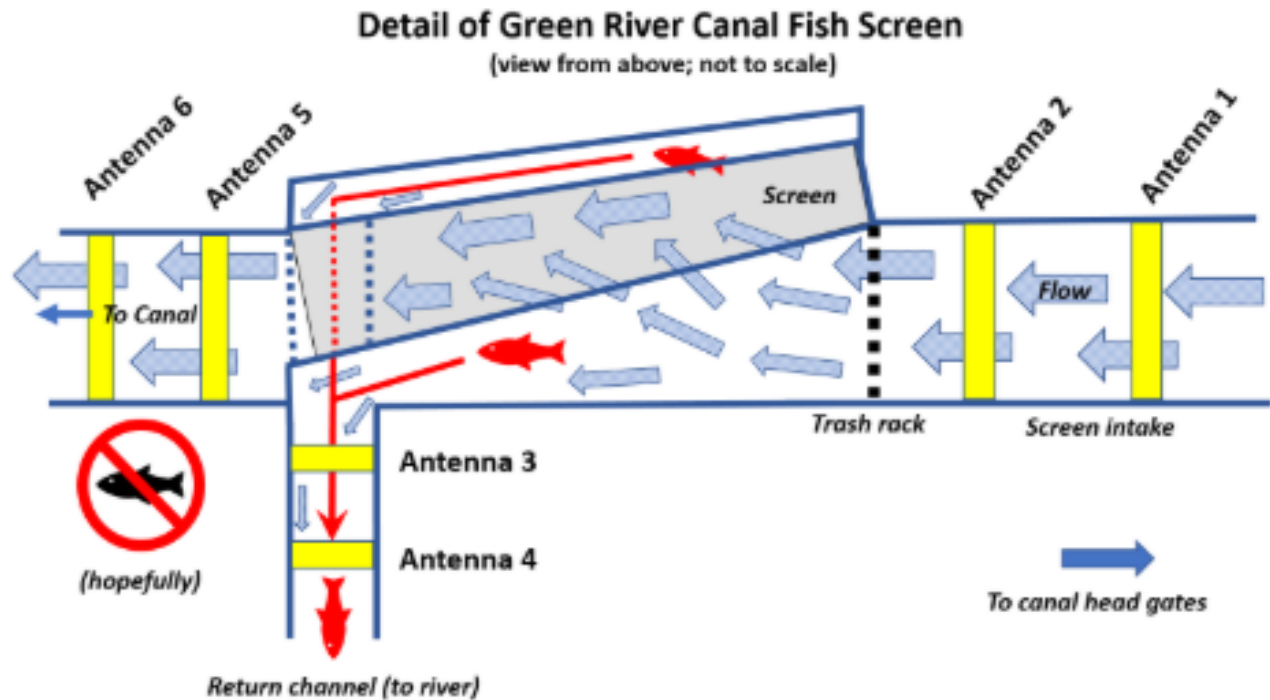 Detail of Green River Canal Fish Screen
(view from above; not to scale)
Antenna 6
Antenna 5
Antenna 2
Antenna 1
Screen
Flow
To Canal
Trash rack
Screen intake
Antenna 3
Antenna 4
(hopefully)
To canal head gates
Return channel (to river)